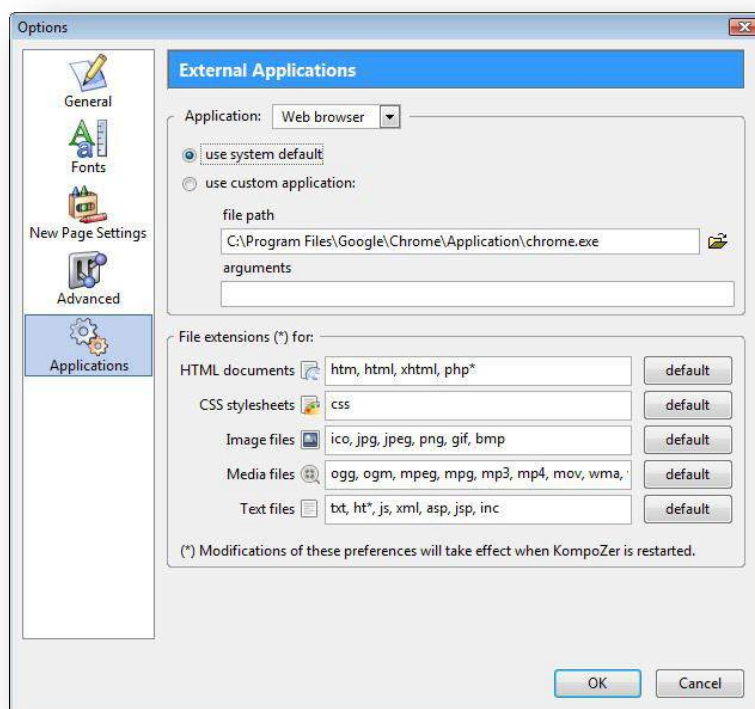 Options
General
Fonts
New Page Settings
Advanced
Applications
External Applications
Application: Web browser
use system default
use custom application:
file path
C:\Program Files\Google\Chrome\Application\chrome.exe
arguments
File extensions (*) for:
HTML documents htm, html, xhtml, php* default
CSS stylesheets css default
Image files ico, jpg, jpeg, png, gif, bmp default
Media files ogg, ogm, mpeg, mpg, mp3, mp4, mov, wma, default
Text files txt, ht*, js, xml, asp, jsp, inc default
(*) Modifications of these preferences will take effect when KompoZer is restarted.
OK Cancel